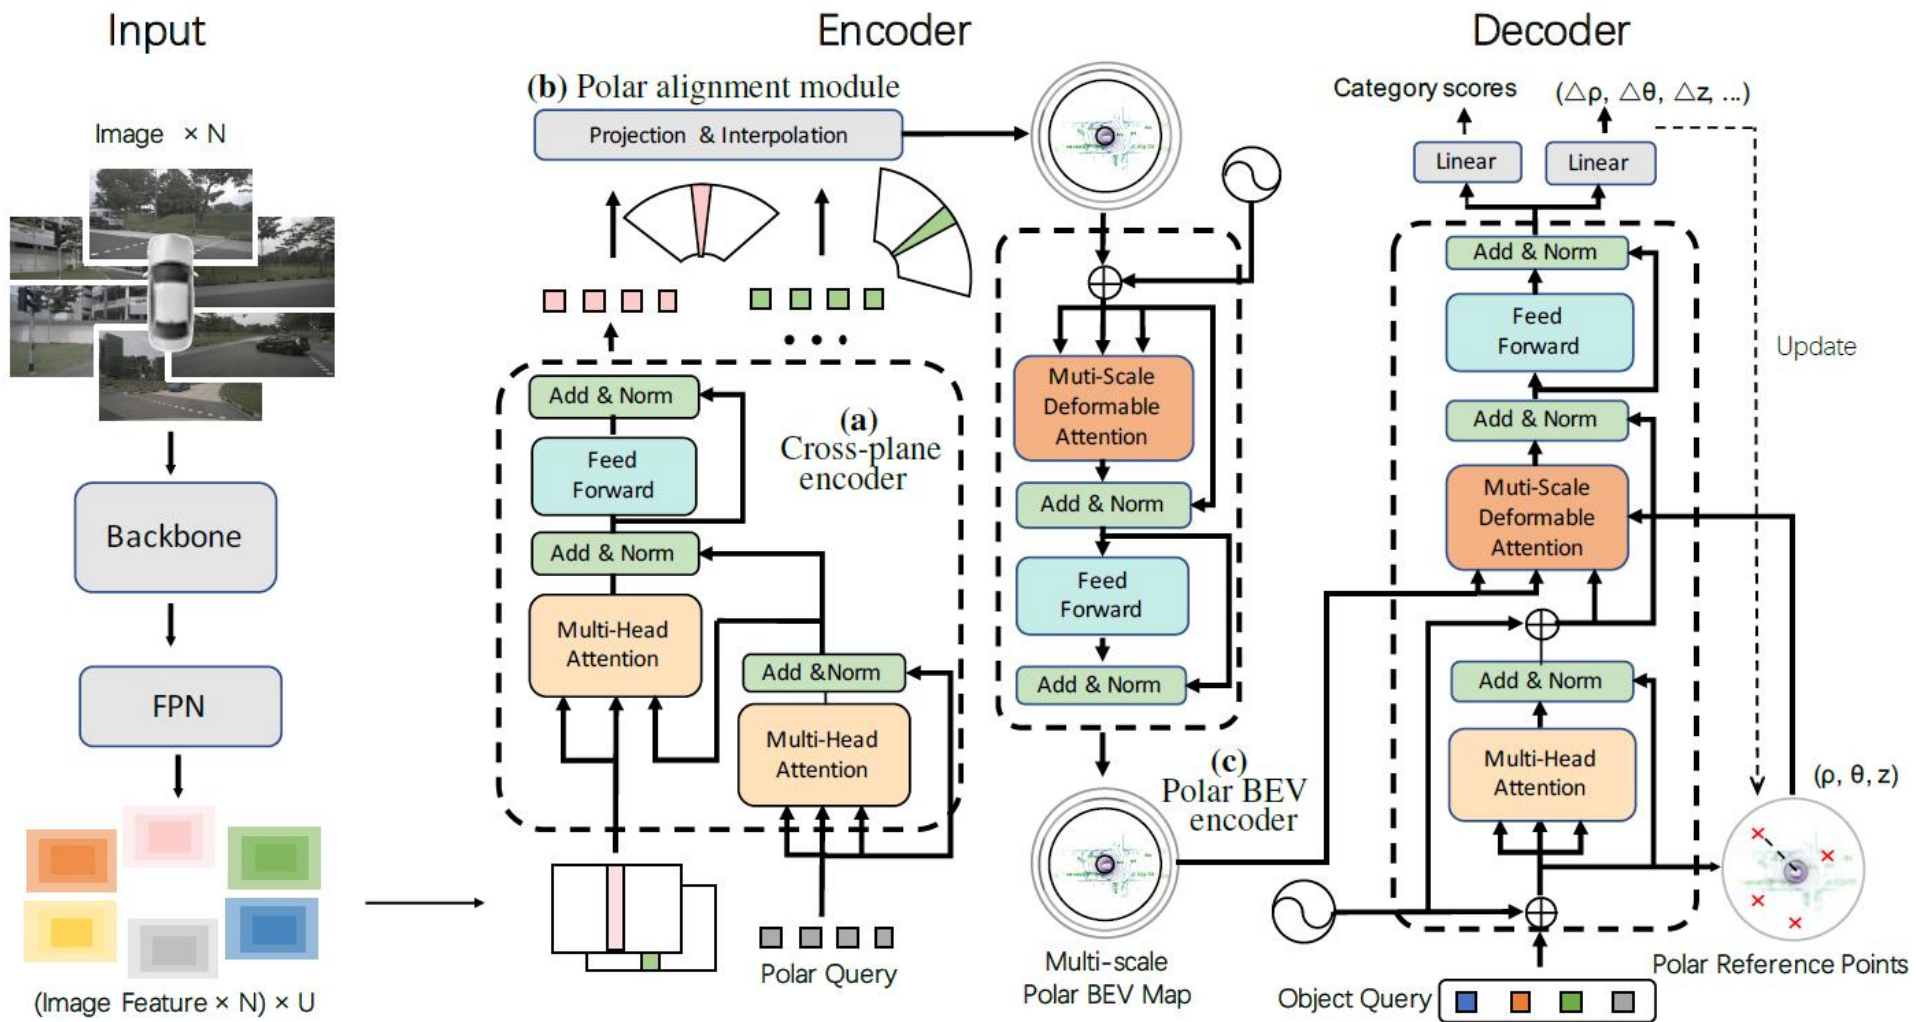 Input
Encoder
Decoder
Image × N
Backbone
FPN
(Image Feature × N) × U
(b) Polar alignment module
Projection & Interpolation
Add & Norm
Feed
Forward
Add & Norm
Multi-Head
Attention
(a)
Cross-plane
encoder
Add &Norm
Multi-Head
Attention
Polar Query
Muti-Scale
Deformable
Attention
Add & Norm
Feed
Forward
Add & Norm
(c)
Polar BEV
encoder
Multi-scale
Polar BEV Map
Category scores
(△ρ, △θ, △z, ...)
Linear
Linear
Add & Norm
Feed
Forward
Add & Norm
Muti-Scale
Deformable
Attention
Add & Norm
Multi-Head
Attention
Update
(ρ, θ, z)
Polar Reference Points
Object Query